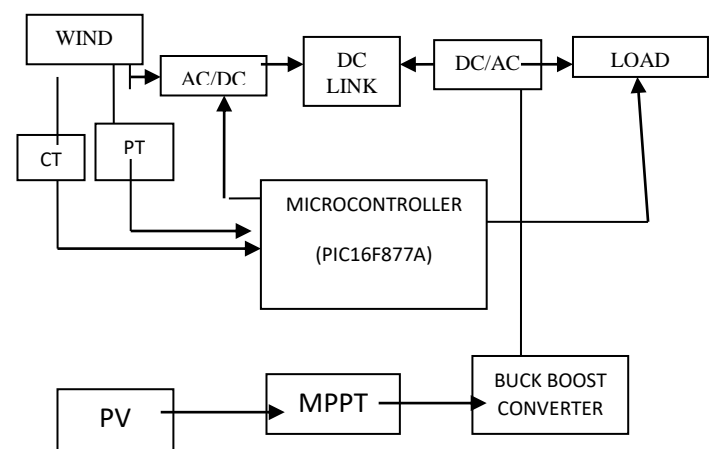 WIND
AC/DC
DC
LINK
DC/AC
LOAD
CT
PT
MICROCONTROLLER
(PIC16F877A)
PV
MPPT
BUCK BOOST
CONVERTER